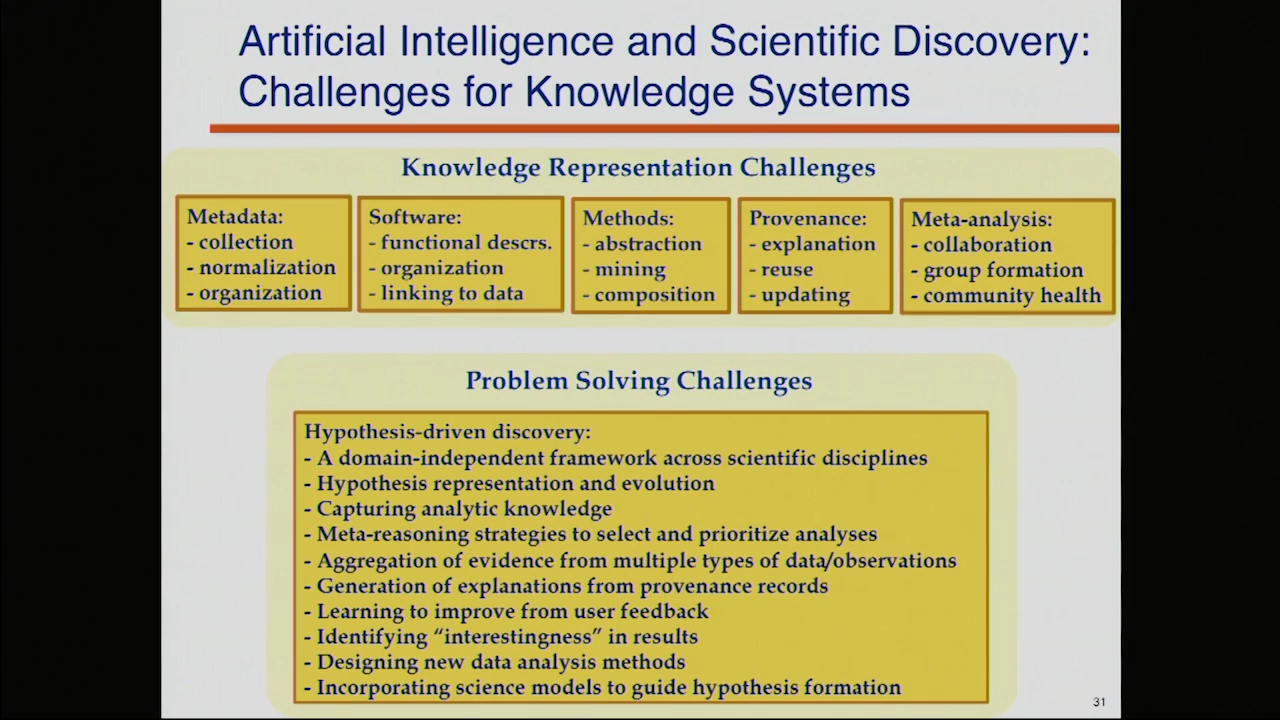 Artificial Intelligence and Scientific Discovery:
Challenges for Knowledge Systems
Knowledge Representation Challenges
Metadata:
- collection
- normalization
- organization
Software:
- functional descrs.
- organization
- linking to data
Methods:
- abstraction
- mining
- composition
Provenance:
- explanation
- reuse
- updating
Meta-analysis:
- collaboration
- group formation
- community health
Problem Solving Challenges
Hypothesis-driven discovery:
- A domain-independent framework across scientific disciplines
- Hypothesis representation and evolution
- Capturing analytic knowledge
- Meta-reasoning strategies to select and prioritize analyses
- Aggregation of evidence from multiple types of data/observations
- Generation of explanations from provenance records
- Learning to improve from user feedback
- Identifying “interestingness” in results
- Designing new data analysis methods
- Incorporating science models to guide hypothesis formation
31